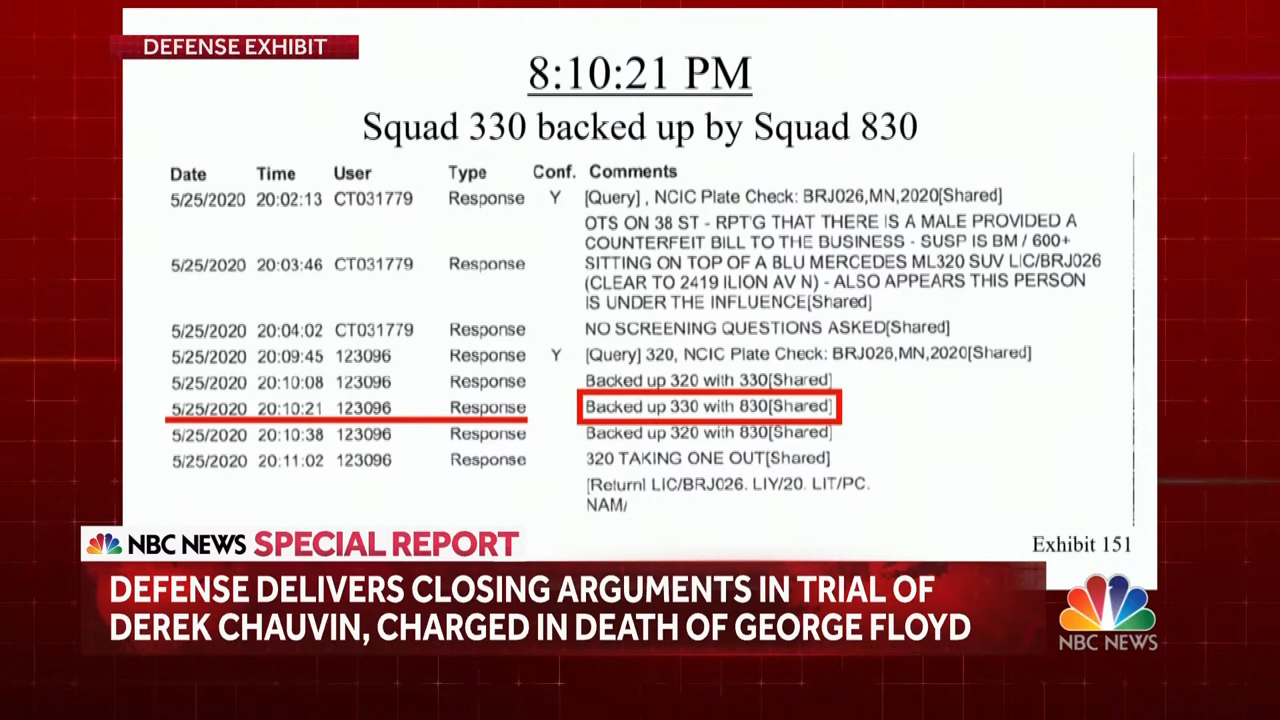 DEFENSE EXHIBIT
8:10:21 PM
Squad 330 backed up by Squad 830
Date Time User Type Conf. Comments
5/25/2020 20:02:13 CT031779 Response Y [Query] , NCIC Plate Check: BRJ026,MN,2020[Shared]
OTS ON 38 ST - RPTG THAT THERE IS A MALE PROVIDED A
COUNTERFEIT BILL TO THE BUSINESS - SUSP IS BM / 600+
5/25/2020 20:03:46 CT031779 Response SITTING ON TOP OF A BLU MERCEDES ML320 SUV LIC/BRJ026
(CLEAR TO 2419 ILION AV N) - ALSO APPEARS THIS PERSON
IS UNDER THE INFLUENCE[Shared]
5/25/2020 20:04:02 CT031779 Response NO SCREENING QUESTIONS ASKED[Shared]
5/25/2020 20:09:45 123096 Response Y [Query] 320, NCIC Plate Check: BRJ026,MN,2020[Shared]
5/25/2020 20:10:08 123096 Response Backed up 320 with 330[Shared]
5/25/2020 20:10:21 123096 Response Backed up 330 with 830[Shared]
5/25/2020 20:10:38 123096 Response Backed up 320 with 830[Shared]
5/25/2020 20:11:02 123096 Response 320 TAKING ONE OUT[Shared]
[Return] LIC/BRJ026. LIY/20. LIT/PC.
NAM/
Exhibit 151
NBC NEWS SPECIAL REPORT
DEFENSE DELIVERS CLOSING ARGUMENTS IN TRIAL OF
DEREK CHAUVIN, CHARGED IN DEATH OF GEORGE FLOYD
NBC NEWS